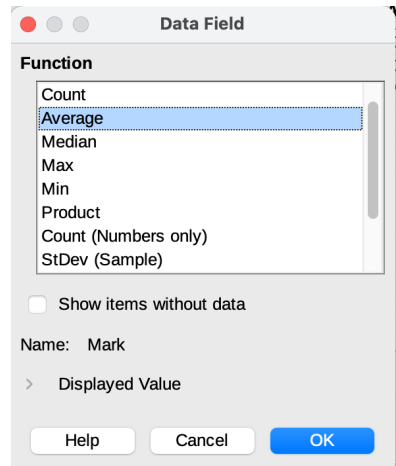 Data Field
Function
Count
Average
Median
Max
Min
Product
Count (Numbers only)
StDev (Sample)
Show items without data
Name: Mark
Displayed Value
Help Cancel OK